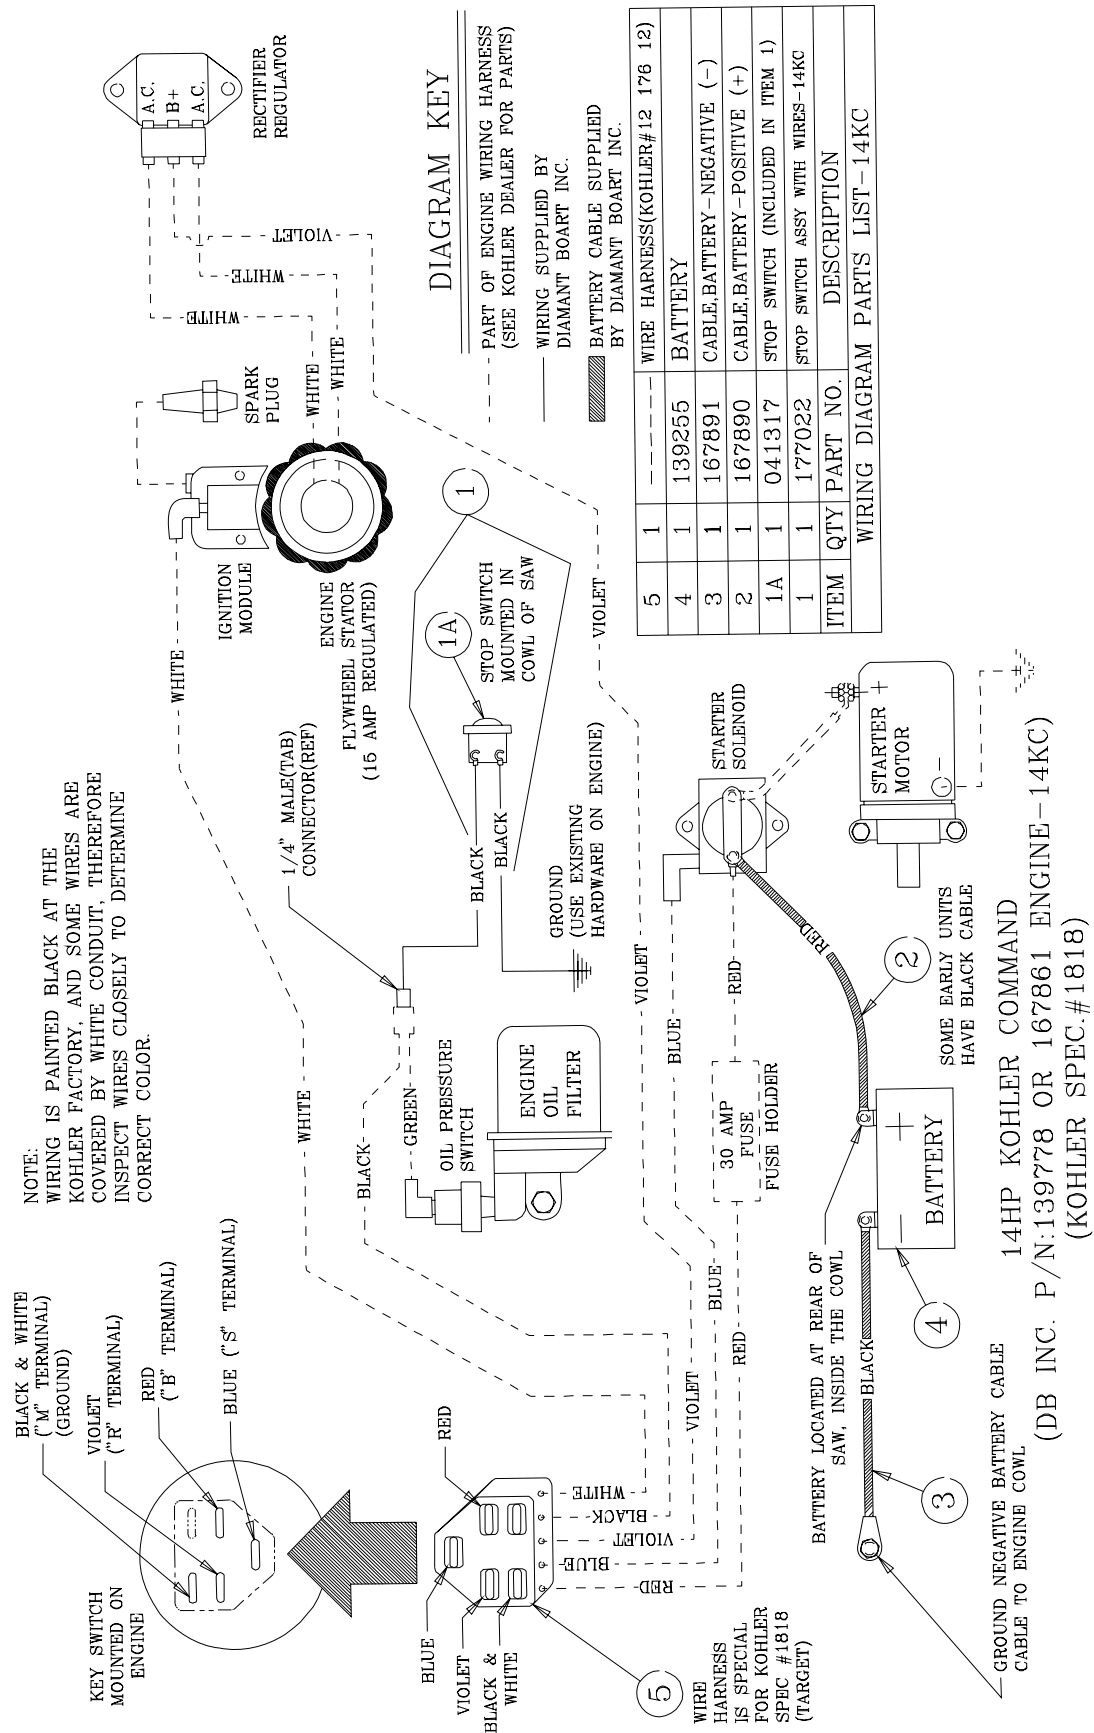 NOTE:
WIRING IS PAINTED BLACK AT THE
KOHLER FACTORY, AND SOME WIRES ARE
COVERED BY WHITE CONDUIT, THEREFORE
INSPECT WIRES CLOSELY TO DETERMINE
CORRECT COLOR.
BLACK & WHITE
("M" TERMINAL)
(GROUND)
VIOLET
("R" TERMINAL)
RED
("B" TERMINAL)
BLUE ("S" TERMINAL)
KEY SWITCH
MOUNTED ON
ENGINE
BLUE
RED
VIOLET
BLACK &
WHITE
WHITE
BLACK
VIOLET
BLUE
RED
5
WIRE
HARNESS
IS SPECIAL
FOR KOHLER
SPEC #1818
(TARGET)
WHITE
WHITE
BLACK
GREEN
1/4" MALE(TAB)
CONNECTOR(REF)
OIL PRESSURE
SWITCH
ENGINE
OIL
FILTER
IGNITION
MODULE
SPARK
PLUG
ENGINE
FLYWHEEL STATOR
(15 AMP REGULATED)
WHITE
WHITE
WHITE
WHITE
VIOLET
A.C.
B+
A.C.
RECTIFIER
REGULATOR
1
1A
STOP SWITCH
MOUNTED IN
COWL OF SAW
BLACK
BLACK
GROUND
(USE EXISTING
HARDWARE ON ENGINE)
VIOLET
VIOLET
VIOLET
BLUE
BLUE
RED
RED
30 AMP
FUSE
FUSE HOLDER
STARTER
SOLENOID
STARTER
MOTOR
+
-
RED
2
SOME EARLY UNITS
HAVE BLACK CABLE
BATTERY
+
-
4
BATTERY LOCATED AT REAR OF
SAW, INSIDE THE COWL
BLACK
3
GROUND NEGATIVE BATTERY CABLE
CABLE TO ENGINE COWL
DIAGRAM KEY
PART OF ENGINE WIRING HARNESS
(SEE KOHLER DEALER FOR PARTS)
WIRING SUPPLIED BY
DIAMANT BOART INC.
BATTERY CABLE SUPPLIED
BY DIAMANT BOART INC.
5 1 ------ WIRE HARNESS(KOHLER#12 176 12)
4 1 139255 BATTERY
3 1 167891 CABLE,BATTERY-NEGATIVE (-)
2 1 167890 CABLE,BATTERY-POSITIVE (+)
1A 1 041317 STOP SWITCH (INCLUDED IN ITEM 1)
1 1 177022 STOP SWITCH ASSY WITH WIRES-14KC
ITEM QTY PART NO. DESCRIPTION
WIRING DIAGRAM PARTS LIST-14KC
14HP KOHLER COMMAND
(DB INC. P/N:139778 OR 167861 ENGINE-14KC)
(KOHLER SPEC.#1818)